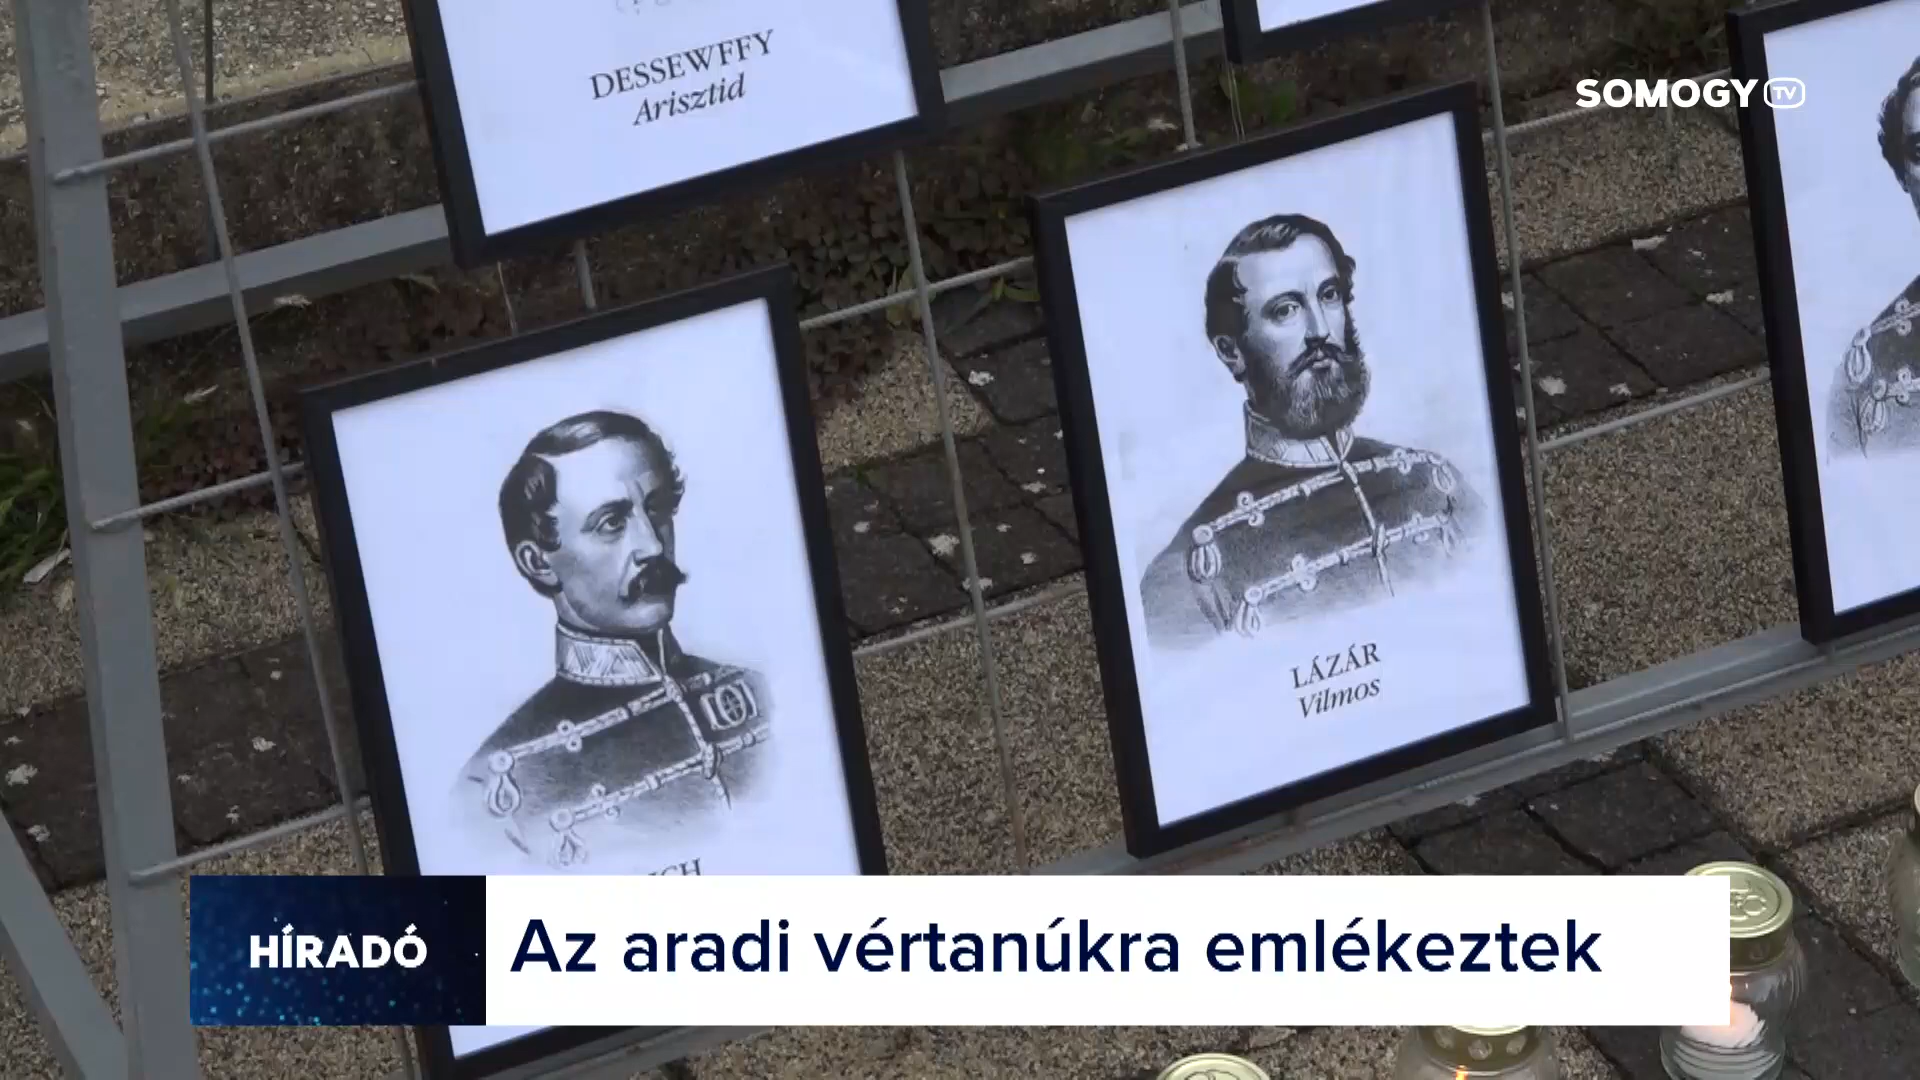 DESSEWFFY
Arisztid
SOMOGY TV
LÁZÁR
Vilmos
HÍRADÓ
Az aradi vértanúkra emlékeztek